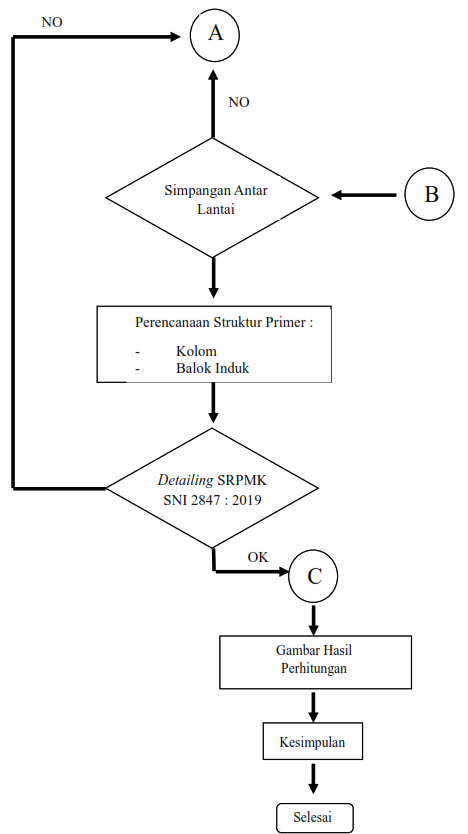 NO
A
NO
Simpangan Antar
Lantai
B
Perencanaan Struktur Primer :
- Kolom
- Balok Induk
Detailing SRPMK
SNI 2847 : 2019
OK
C
Gambar Hasil
Perhitungan
Kesimpulan
Selesai